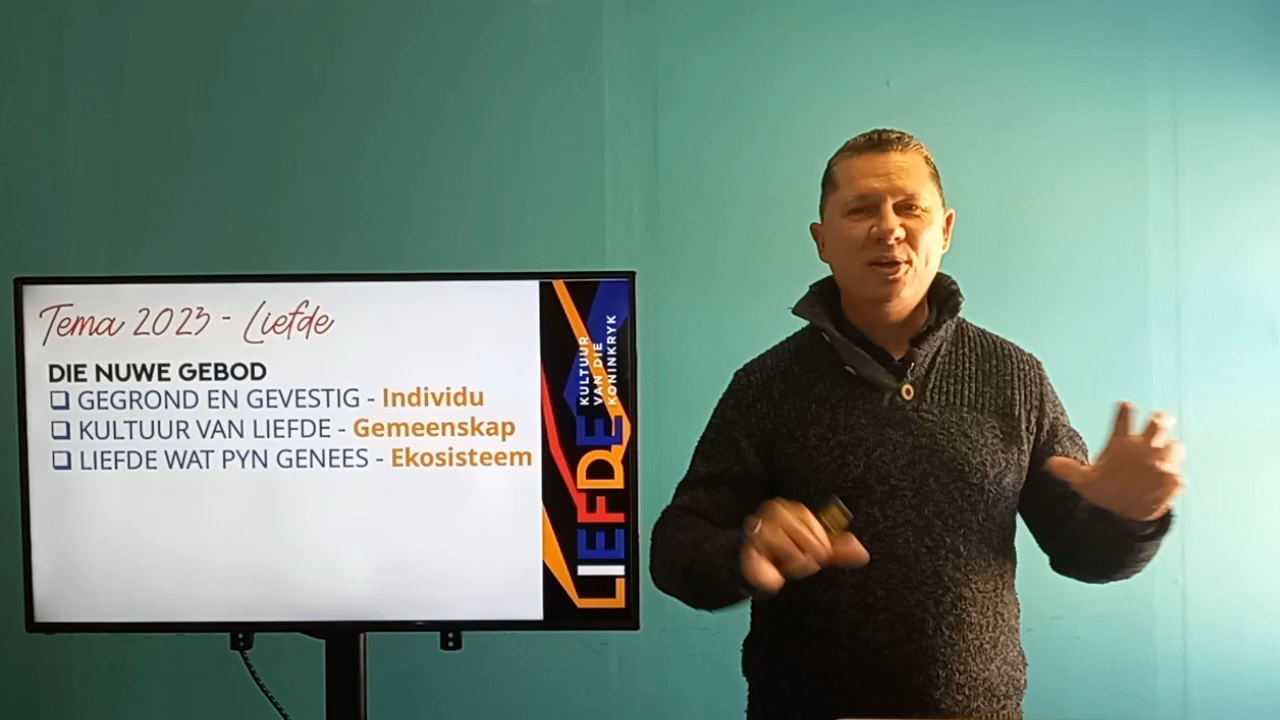 Tema 2023 - Liefde
DIE NUWE GEBOD
GEGROND EN GEVESTIG - Individu
KULTUUR VAN LIEFDE - Gemeenskap
LIEFDE WAT PYN GENEES - Ekosisteem
LIEFDE
KULTUUR
VAN DIE
KONINKRYK